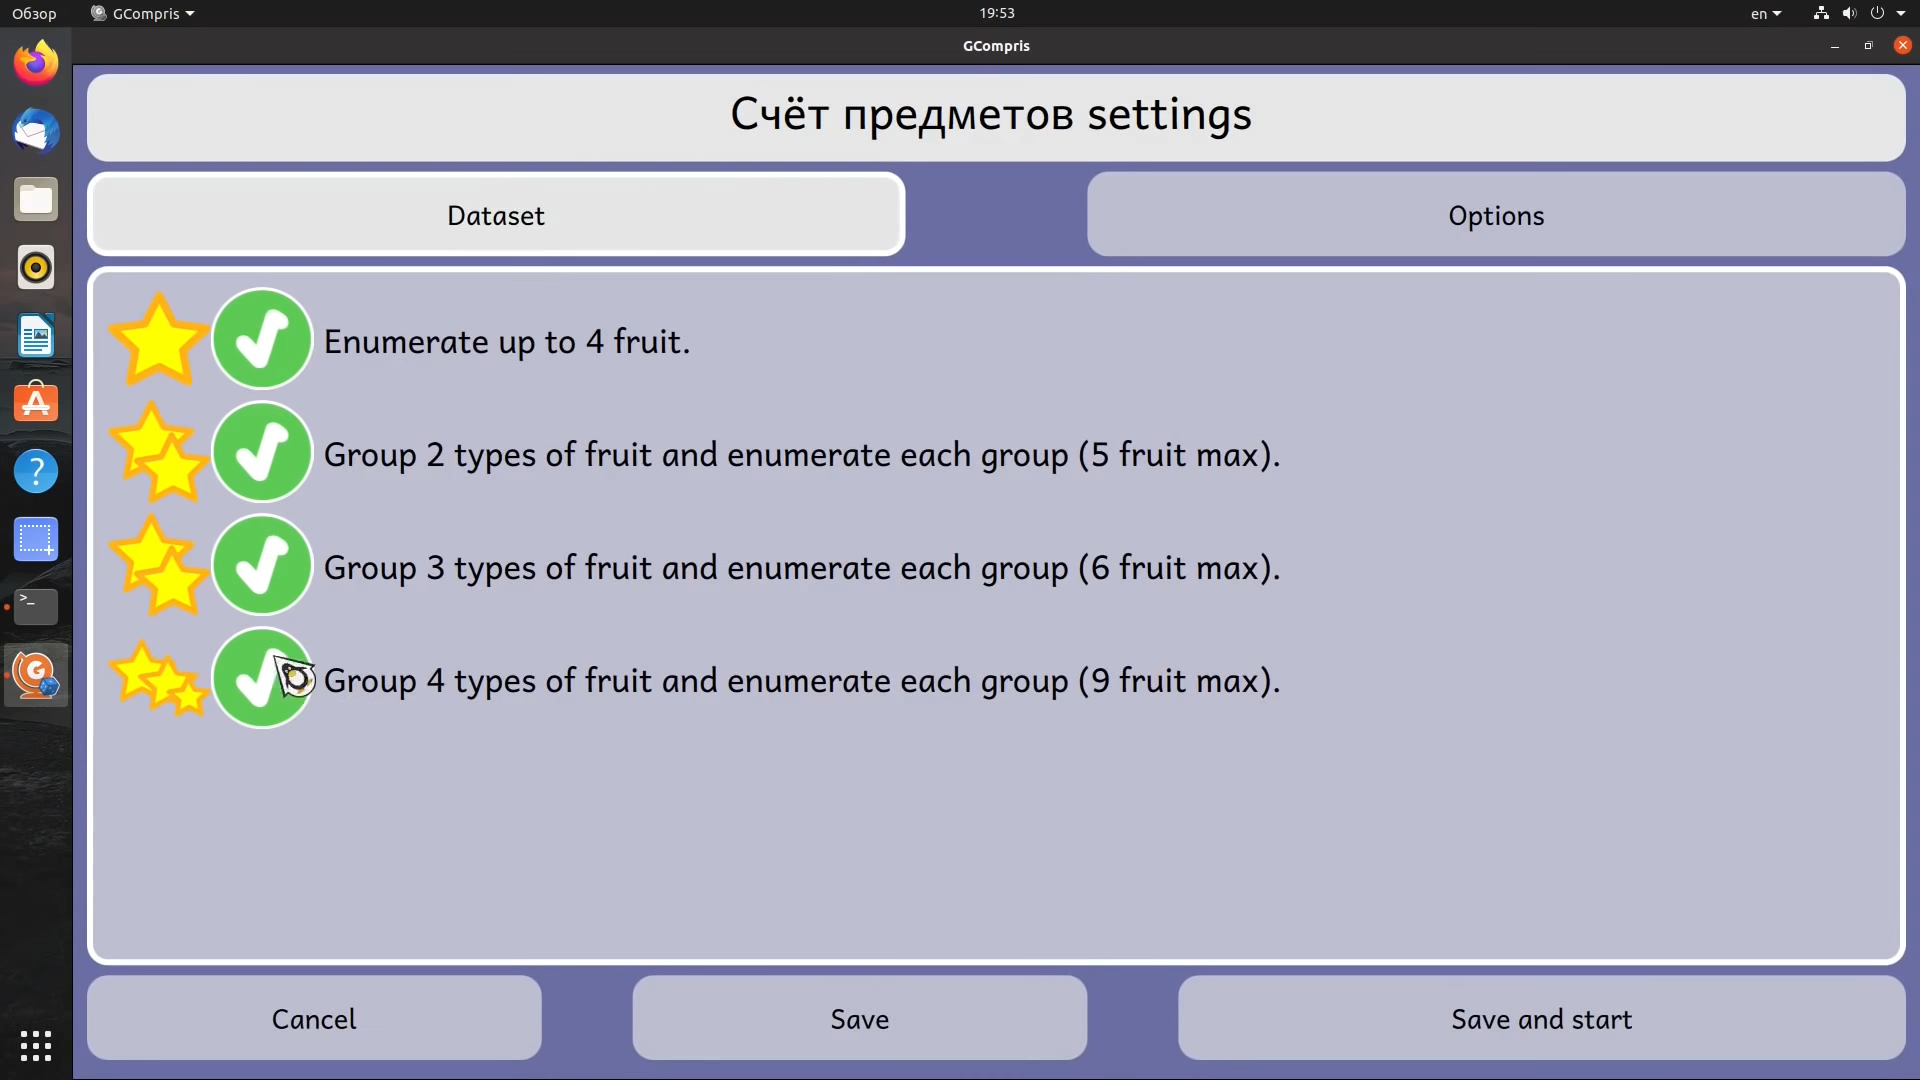 Обзор
GCompris
19:53
en
GCompris
Счёт предметов settings
Dataset
Options
Enumerate up to 4 fruit.
Group 2 types of fruit and enumerate each group (5 fruit max).
Group 3 types of fruit and enumerate each group (6 fruit max).
Group 4 types of fruit and enumerate each group (9 fruit max).
Cancel
Save
Save and start